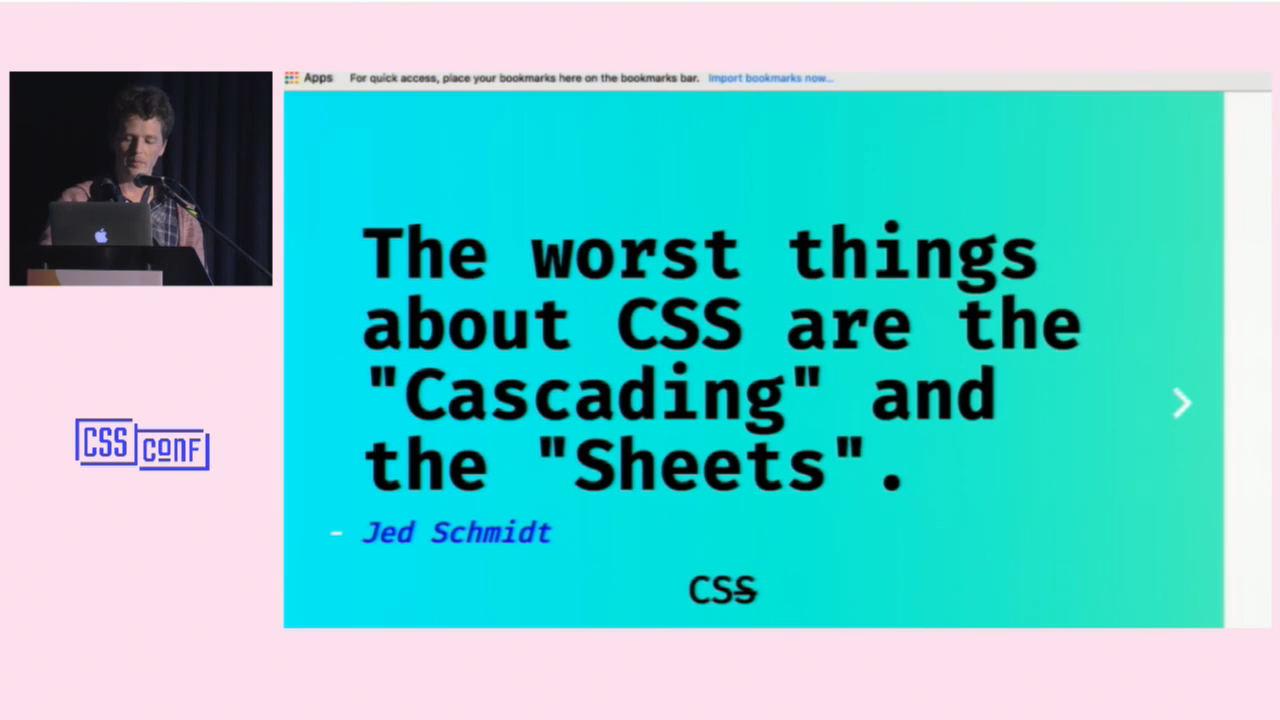 Apps For quick access, place your bookmarks here on the bookmarks bar. Import bookmarks now...
The worst things
about CSS are the
"Cascading" and
the "Sheets".
- Jed Schmidt
CSS
CSS CONF